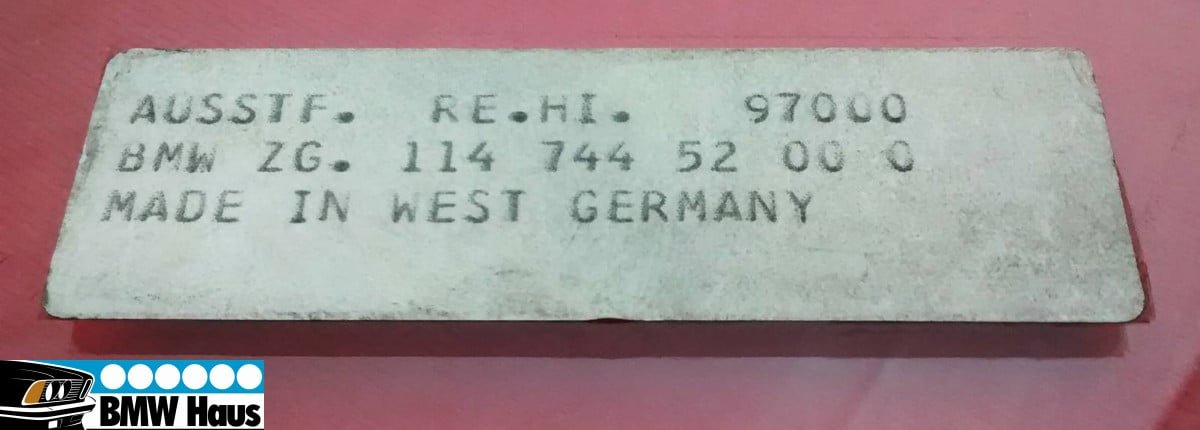 AUSSTF. RE.HI. 97000
BMW ZG. 114 744 52 00 0
MADE IN WEST GERMANY
BMW Haus